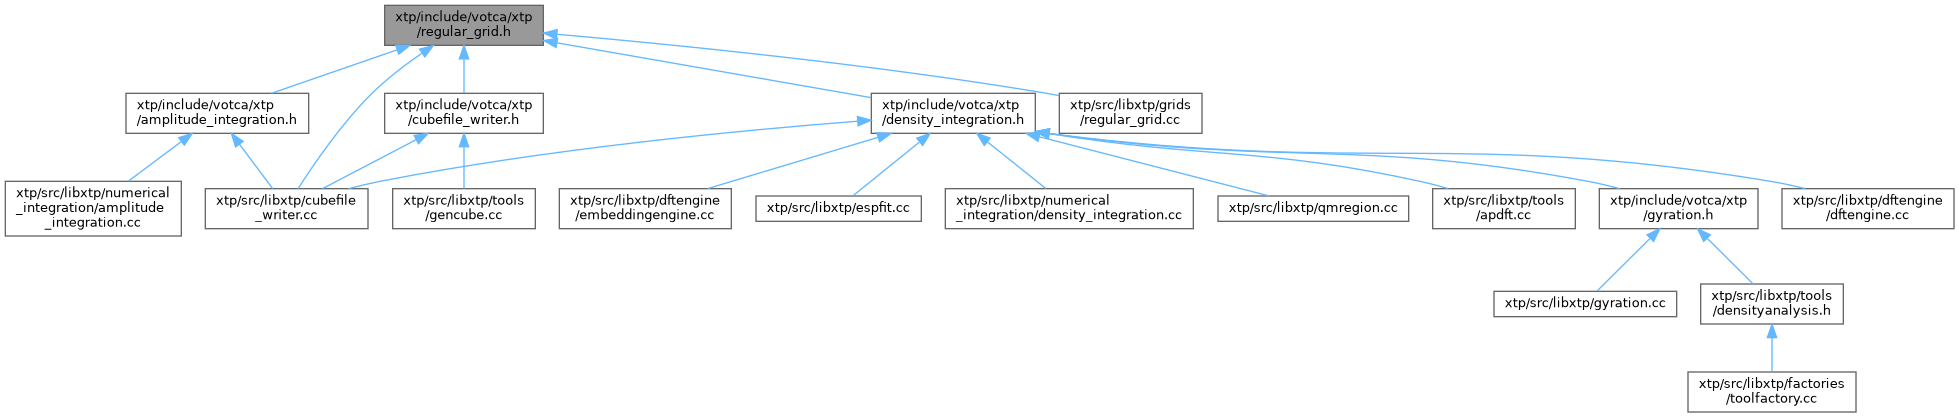 xtp/include/votca/xtp
/regular_grid.h
xtp/include/votca/xtp
/amplitude_integration.h
xtp/include/votca/xtp
/cubefile_writer.h
xtp/include/votca/xtp
/density_integration.h
xtp/src/libxtp/grids
/regular_grid.cc
xtp/src/libxtp/numerical
_integration/amplitude
_integration.cc
xtp/src/libxtp/cubefile
_writer.cc
xtp/src/libxtp/tools
/gencube.cc
xtp/src/libxtp/dftengine
/embeddingengine.cc
xtp/src/libxtp/espfit.cc
xtp/src/libxtp/numerical
_integration/density_integration.cc
xtp/src/libxtp/qmregion.cc
xtp/src/libxtp/tools
/apdft.cc
xtp/include/votca/xtp
/gyration.h
xtp/src/libxtp/dftengine
/dftengine.cc
xtp/src/libxtp/gyration.cc
xtp/src/libxtp/tools
/densityanalysis.h
xtp/src/libxtp/factories
/toolfactory.cc